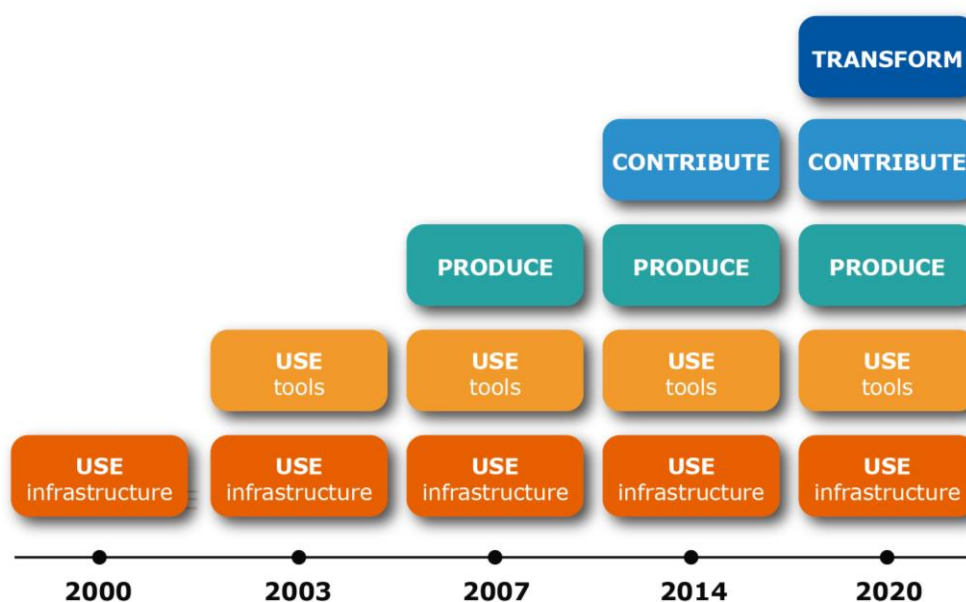 TRANSFORM
CONTRIBUTE CONTRIBUTE
PRODUCE PRODUCE PRODUCE
USE USE USE USE
tools tools tools tools
USE USE USE USE USE
infrastructure infrastructure infrastructure infrastructure infrastructure
2000 2003 2007 2014 2020